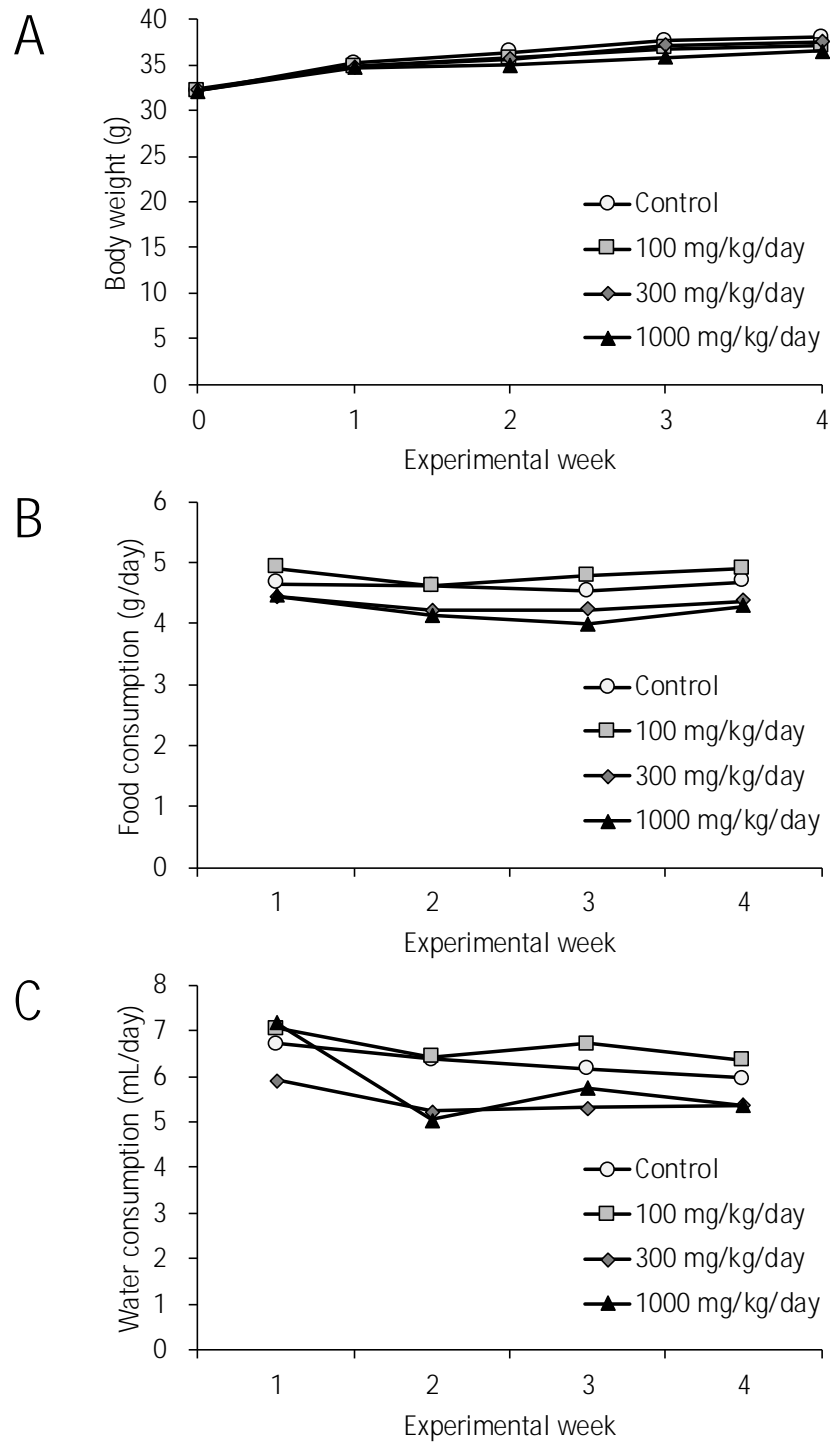 A
Body weight (g)
40
35
30
25
20
15
10
5
0
Control
100 mg/kg/day
300 mg/kg/day
1000 mg/kg/day
0 1 2 3 4
Experimental week
B
Food consumption (g/day)
6
5
4
3
2
1
0
Control
100 mg/kg/day
300 mg/kg/day
1000 mg/kg/day
1 2 3 4
Experimental week
C
Water consumption (mL/day)
8
7
6
5
4
3
2
1
0
Control
100 mg/kg/day
300 mg/kg/day
1000 mg/kg/day
1 2 3 4
Experimental week